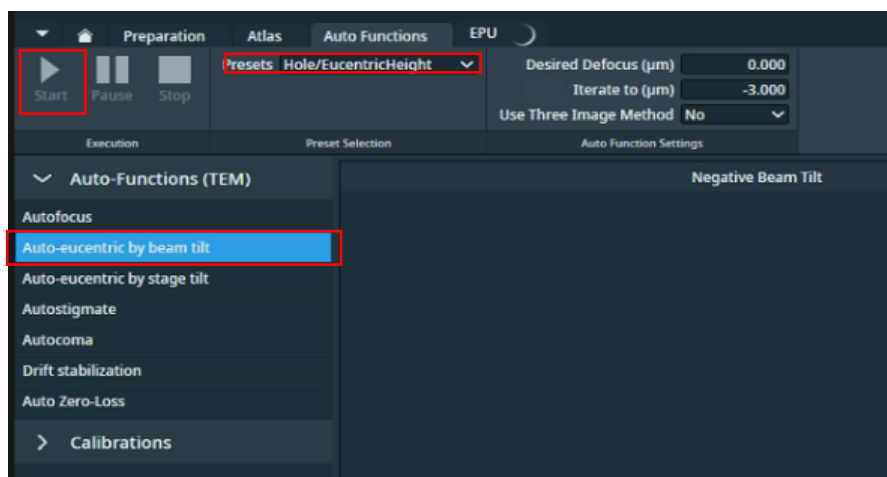 Preparation Atlas Auto Functions EPU
Presets Hole/EucentricHeight Desired Defocus (µm) 0.000
Iterate to (µm) -3.000
Start Pause Stop Use Three Image Method No
Execution Preset Selection Auto Function Settings
Auto-Functions (TEM) Negative Beam Tilt
Autofocus
Auto-eucentric by beam tilt
Auto-eucentric by stage tilt
Autostigmate
Autocoma
Drift stabilization
Auto Zero-Loss
Calibrations